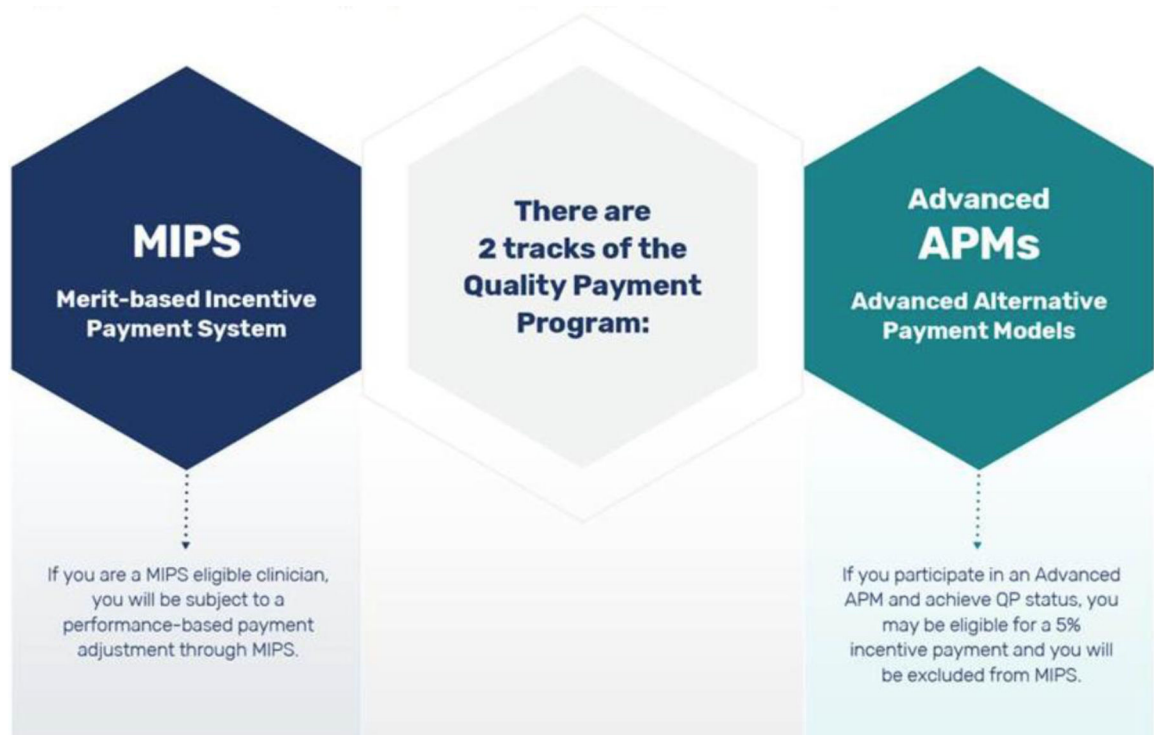 MIPS
Merit-based Incentive
Payment System
If you are a MIPS eligible clinician,
you will be subject to a
performance-based payment
adjustment through MIPS.
There are
2 tracks of the
Quality Payment
Program:
Advanced
APMs
Advanced Alternative
Payment Models
If you participate in an Advanced
APM and achieve QP status, you
may be eligible for a 5%
incentive payment and you will
be excluded from MIPS.